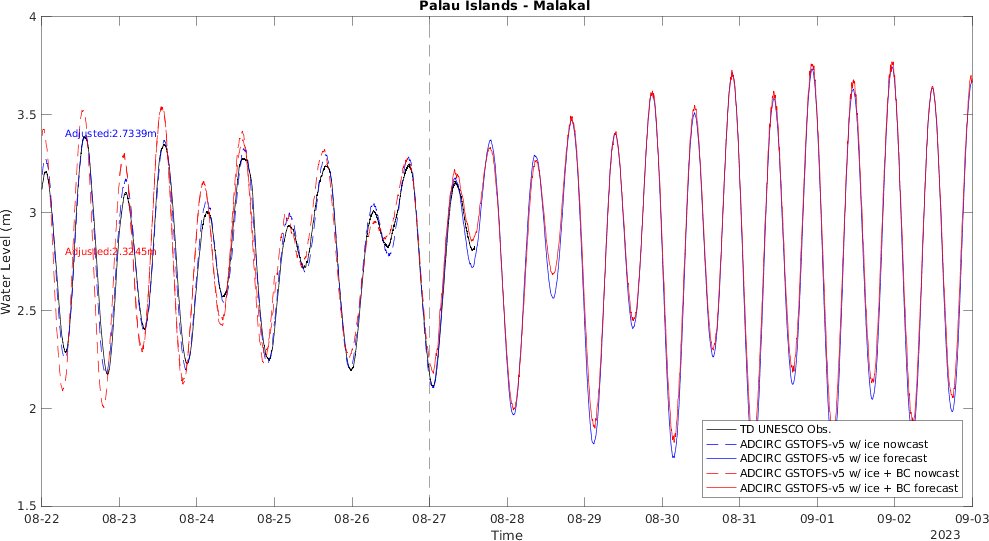 Palau Islands - Malakal
4
3.5
3
2.5
2
1.5
Water Level (m)
Adjusted:2.7339m
Adjusted:2.3245m
TD UNESCO Obs.
ADCIRC GSTOFS-v5 w/ ice nowcast
ADCIRC GSTOFS-v5 w/ ice forecast
ADCIRC GSTOFS-v5 w/ ice + BC nowcast
ADCIRC GSTOFS-v5 w/ ice + BC forecast
08-22 08-23 08-24 08-25 08-26 08-27 08-28 08-29 08-30 08-31 09-01 09-02 09-03
Time
2023